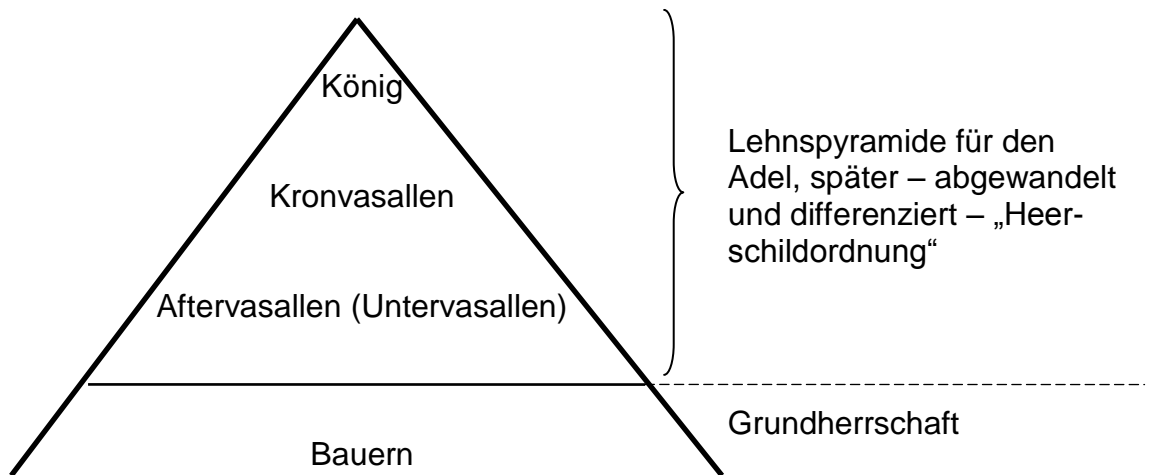 König
Kronvasallen
Aftervasallen (Untervasallen)
Lehnspyramide für den
Adel, später – abgewandelt
und differenziert – „Heer-
schildordnung“
Grundherrschaft
Bauern